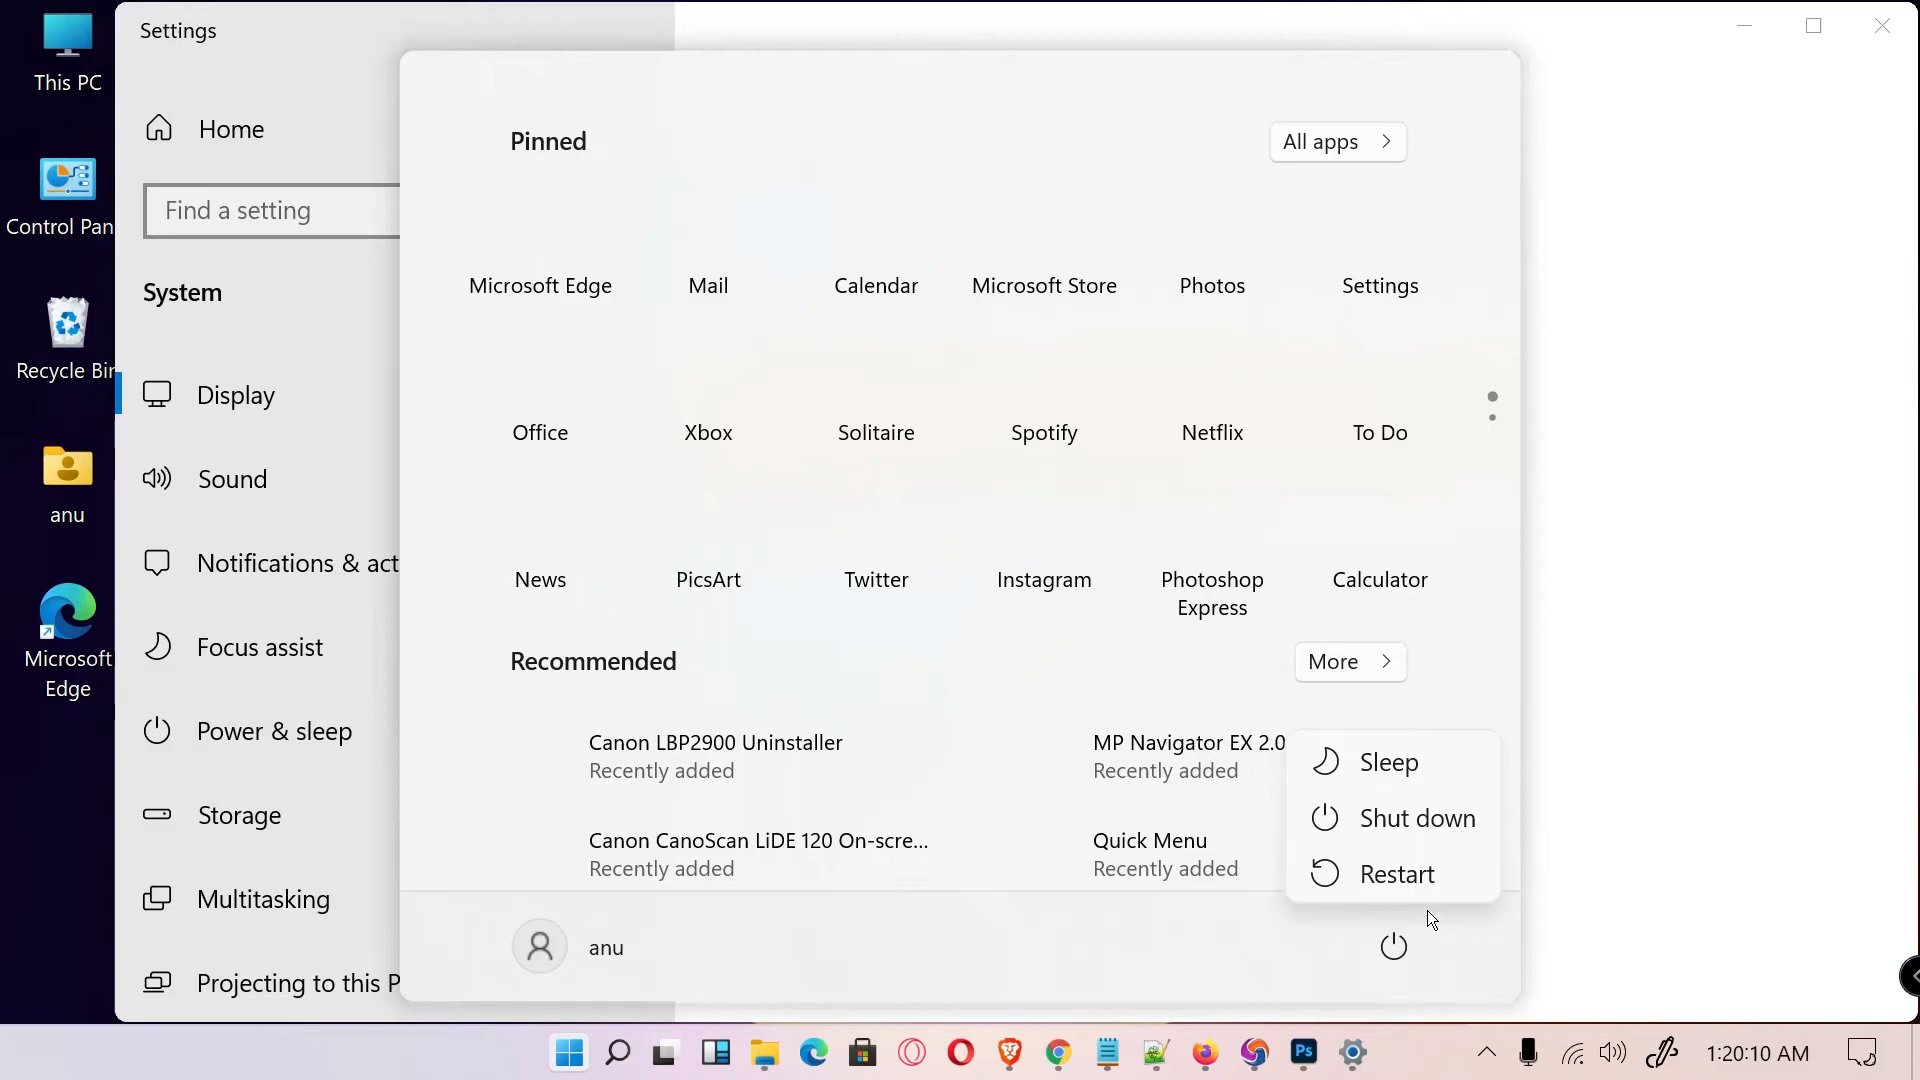 This PC
Control Pan
Recycle Bin
anu
Microsoft
Edge
Settings
Home
Find a setting
System
Display
Sound
Notifications & act
Focus assist
Power & sleep
Storage
Multitasking
Projecting to this P
Pinned
All apps
Microsoft Edge
Mail
Calendar
Microsoft Store
Photos
Settings
Office
Xbox
Solitaire
Spotify
Netflix
To Do
News
PicsArt
Twitter
Instagram
Photoshop
Express
Calculator
Recommended
More
Canon LBP2900 Uninstaller
Recently added
MP Navigator EX 2.0
Recently added
Canon CanoScan LiDE 120 On-scre...
Recently added
Quick Menu
Recently added
Sleep
Shut down
Restart
anu
Ps
1:20:10 AM